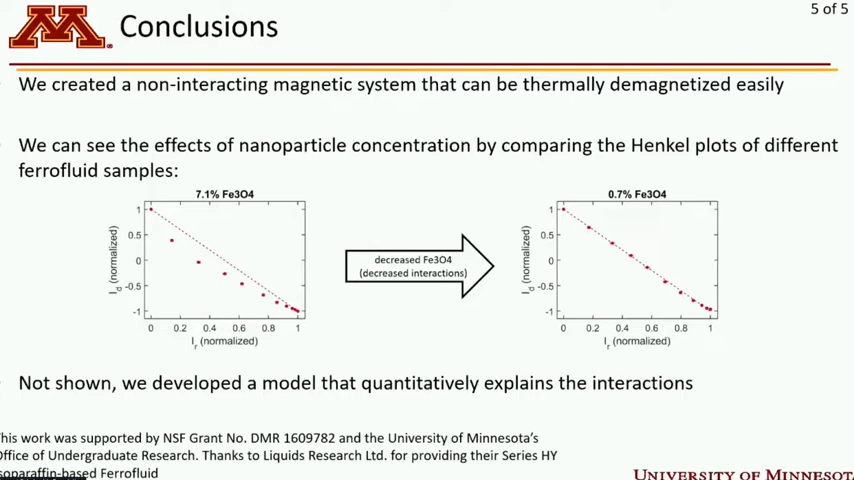 5 of 5
Conclusions
We created a non-interacting magnetic system that can be thermally demagnetized easily
We can see the effects of nanoparticle concentration by comparing the Henkel plots of different
ferrofluid samples:
7.1% Fe3O4
1
0.5
0
-0.5
-1
I_d (normalized)
0 0.2 0.4 0.6 0.8 1
I_r (normalized)
decreased Fe3O4
(decreased interactions)
0.7% Fe3O4
1
0.5
0
-0.5
-1
I_d (normalized)
0 0.2 0.4 0.6 0.8 1
I_r (normalized)
Not shown, we developed a model that quantitatively explains the interactions
This work was supported by NSF Grant No. DMR 1609782 and the University of Minnesota's
Office of Undergraduate Research. Thanks to Liquids Research Ltd. for providing their Series HY
soparaffin-based Ferrofluid
UNIVERSITY OF MINNESOTA